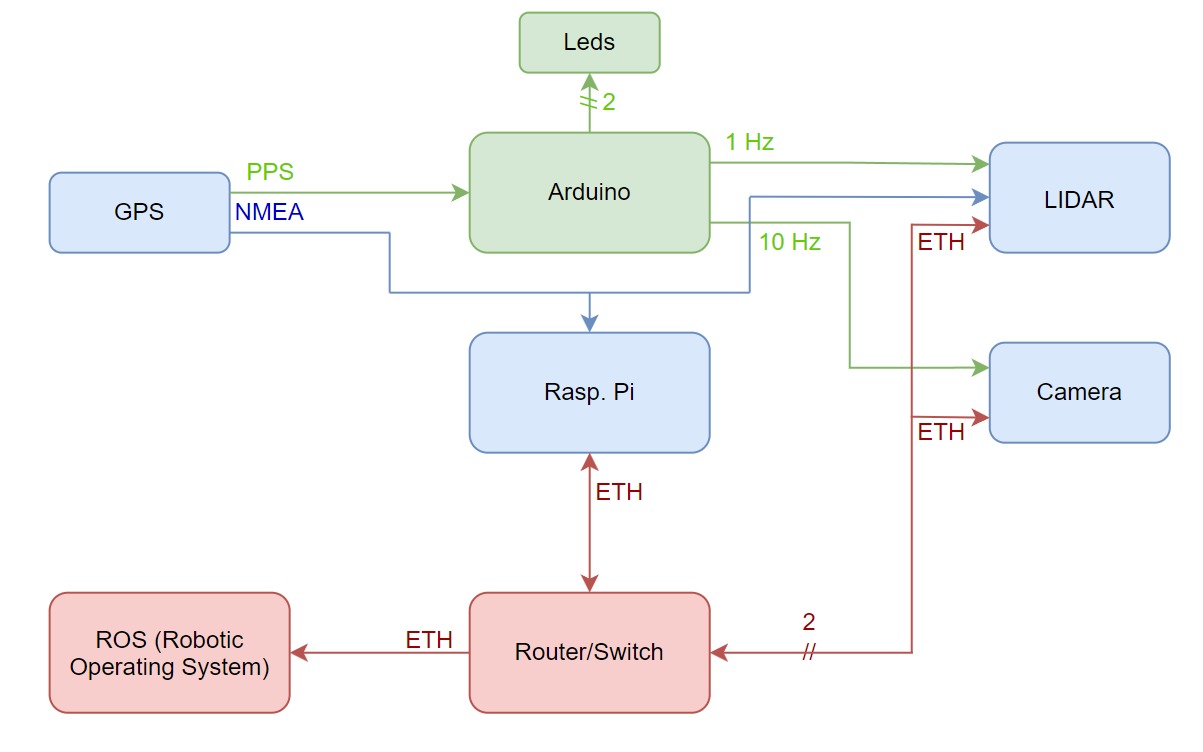 Leds
2
1 Hz
PPS
Arduino
GPS
NMEA
LIDAR
10 Hz
ETH
Rasp. Pi
Camera
ETH
ETH
2
ROS (Robotic
Operating System)
ETH
Router/Switch